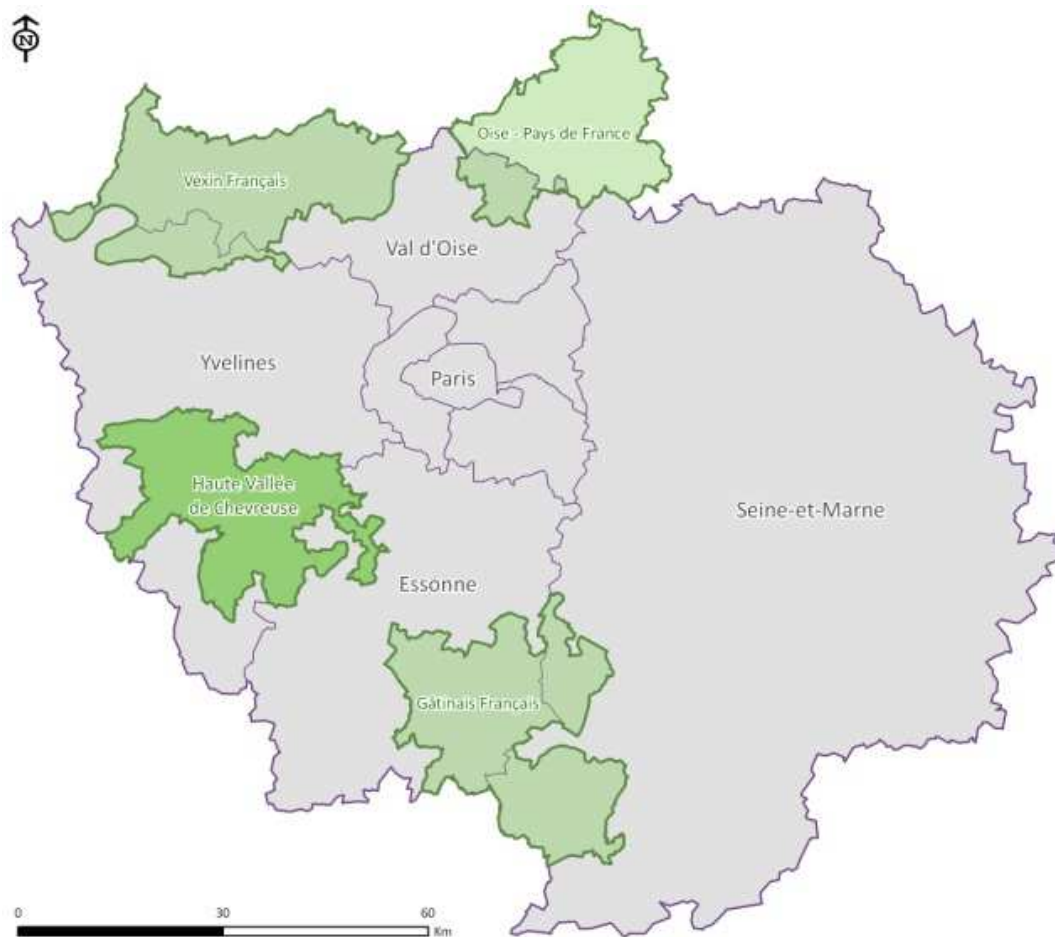 N
Oise - Pays de France
Vexin Français
Val d'Oise
Yvelines
Paris
Haute Vallée
de Chevreuse
Seine-et-Marne
Essonne
Gâtinais Français
0 30 60
Km